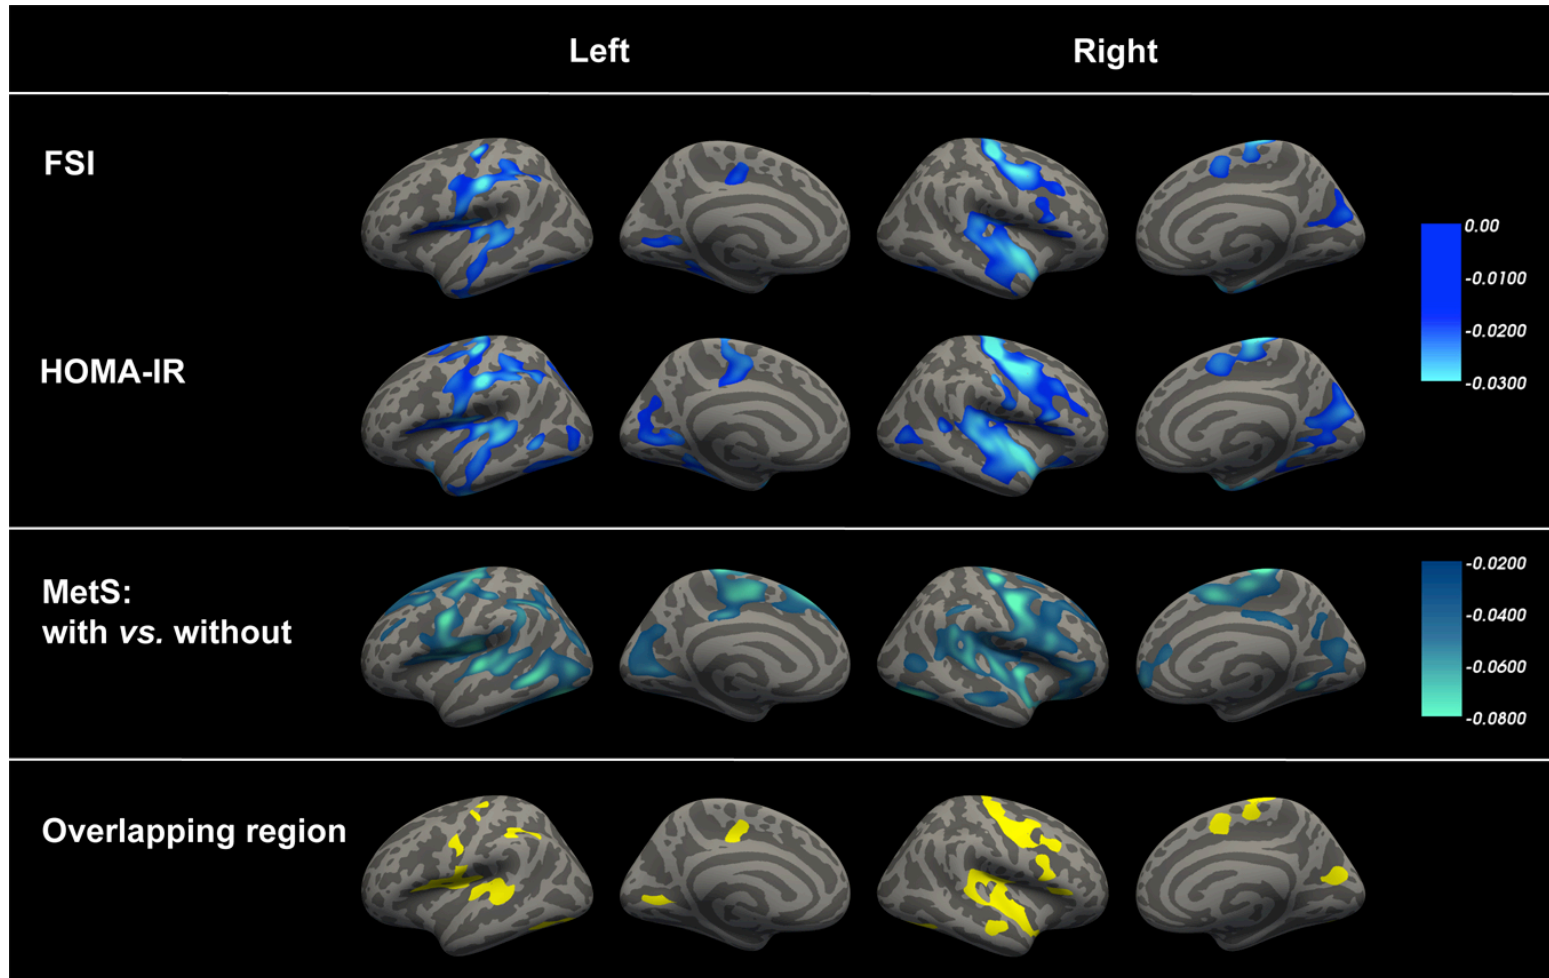 Left Right
FSI
0.00
-0.0100
-0.0200
-0.0300
HOMA-IR
MetS:
with vs. without
-0.0200
-0.0400
-0.0600
-0.0800
Overlapping region